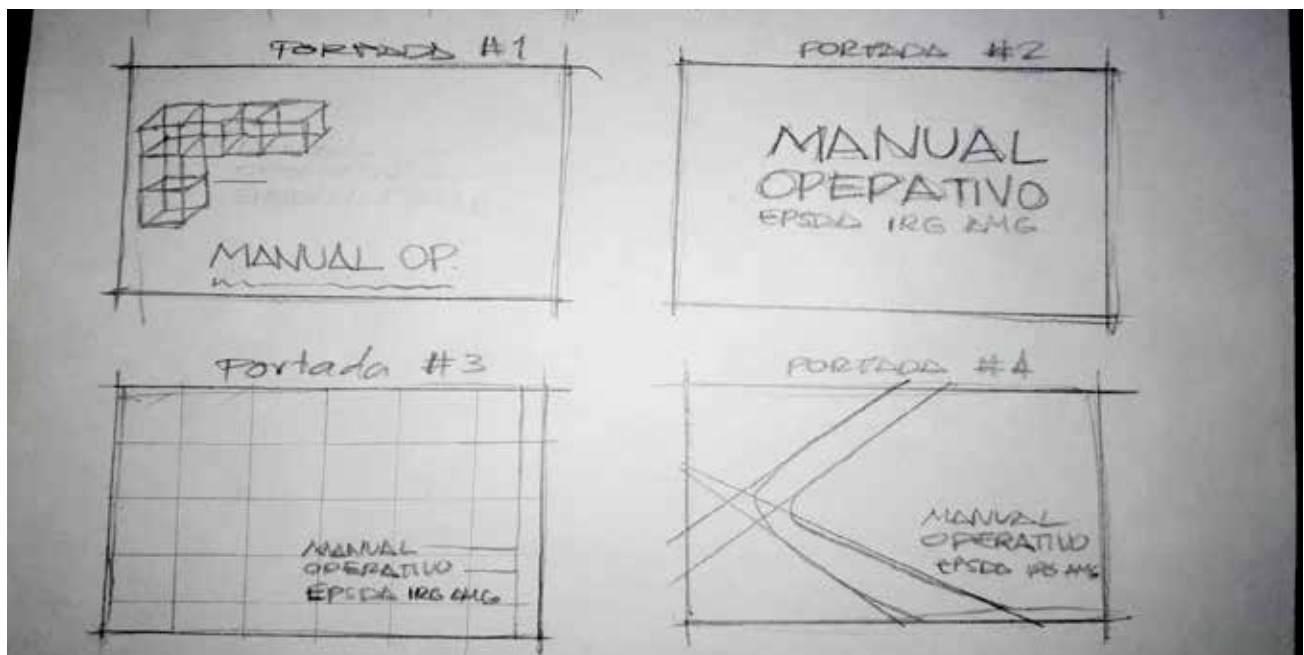 PORTADA #1
MANUAL OP.
PORTADA #2
MANUAL
OPEPATIVO
EPSDA IRG AMG
Portada #3
MANUAL
OPERATIVO
EPSDA IRG AMG
PORTADA #4
MANUAL
OPERATIVO
EPSDA IRG AMG